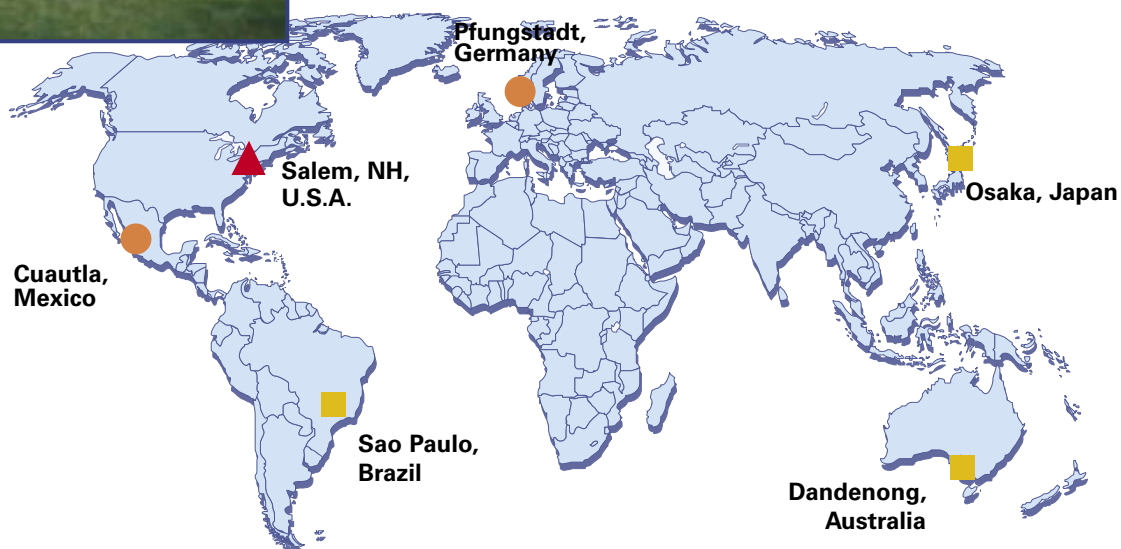 Pfungstadt,
Germany
Salem, NH,
U.S.A.
Osaka, Japan
Cuautla,
Mexico
Sao Paulo,
Brazil
Dandenong,
Australia